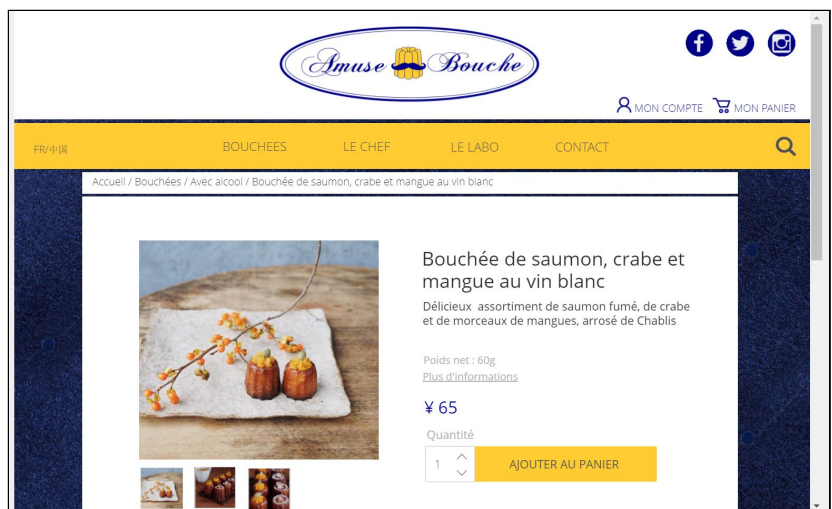 Amuse Bouche
MON COMPTE MON PANIER
FR/中国 BOUCHEES LE CHEF LE LABO CONTACT
Accueil / Bouchées / Avec alcool / Bouchée de saumon, crabe et mangue au vin blanc
Bouchée de saumon, crabe et
mangue au vin blanc
Délicieux assortiment de saumon fumé, de crabe
et de morceaux de mangues, arrosé de Chablis
Poids net : 60g
Plus d'informations
¥ 65
Quantité
1 AJOUTER AU PANIER